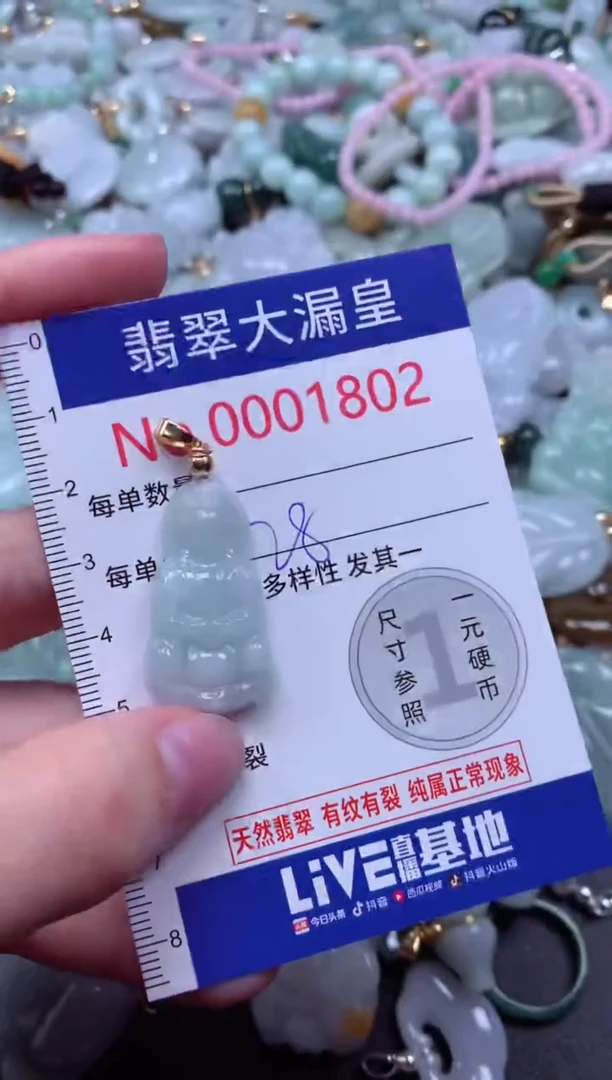 0
翡翠大漏皇
1
No.0001802
2
每单数
3
每单
28
多样性 发其一
4
尺寸参照
1
一元硬币
5
裂
天然翡翠 有纹有裂 纯属正常现象
7
LIVE直播基地
8
头条 今日头条 抖音 西瓜视频 抖音火山版